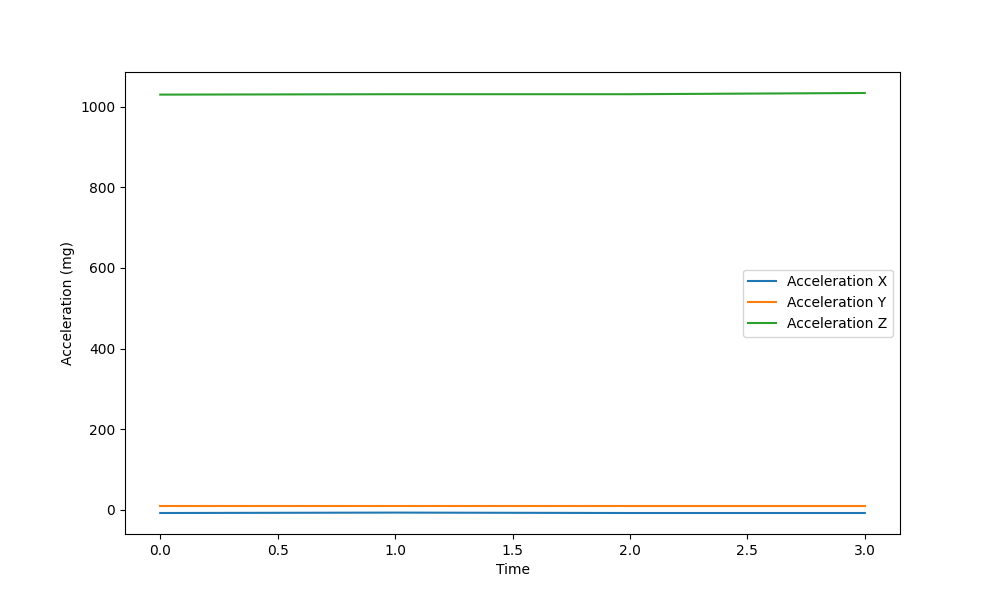 1000
800
600
400
200
0
Acceleration (mg)
Acceleration X
Acceleration Y
Acceleration Z
0.0 0.5 1.0 1.5 2.0 2.5 3.0
Time